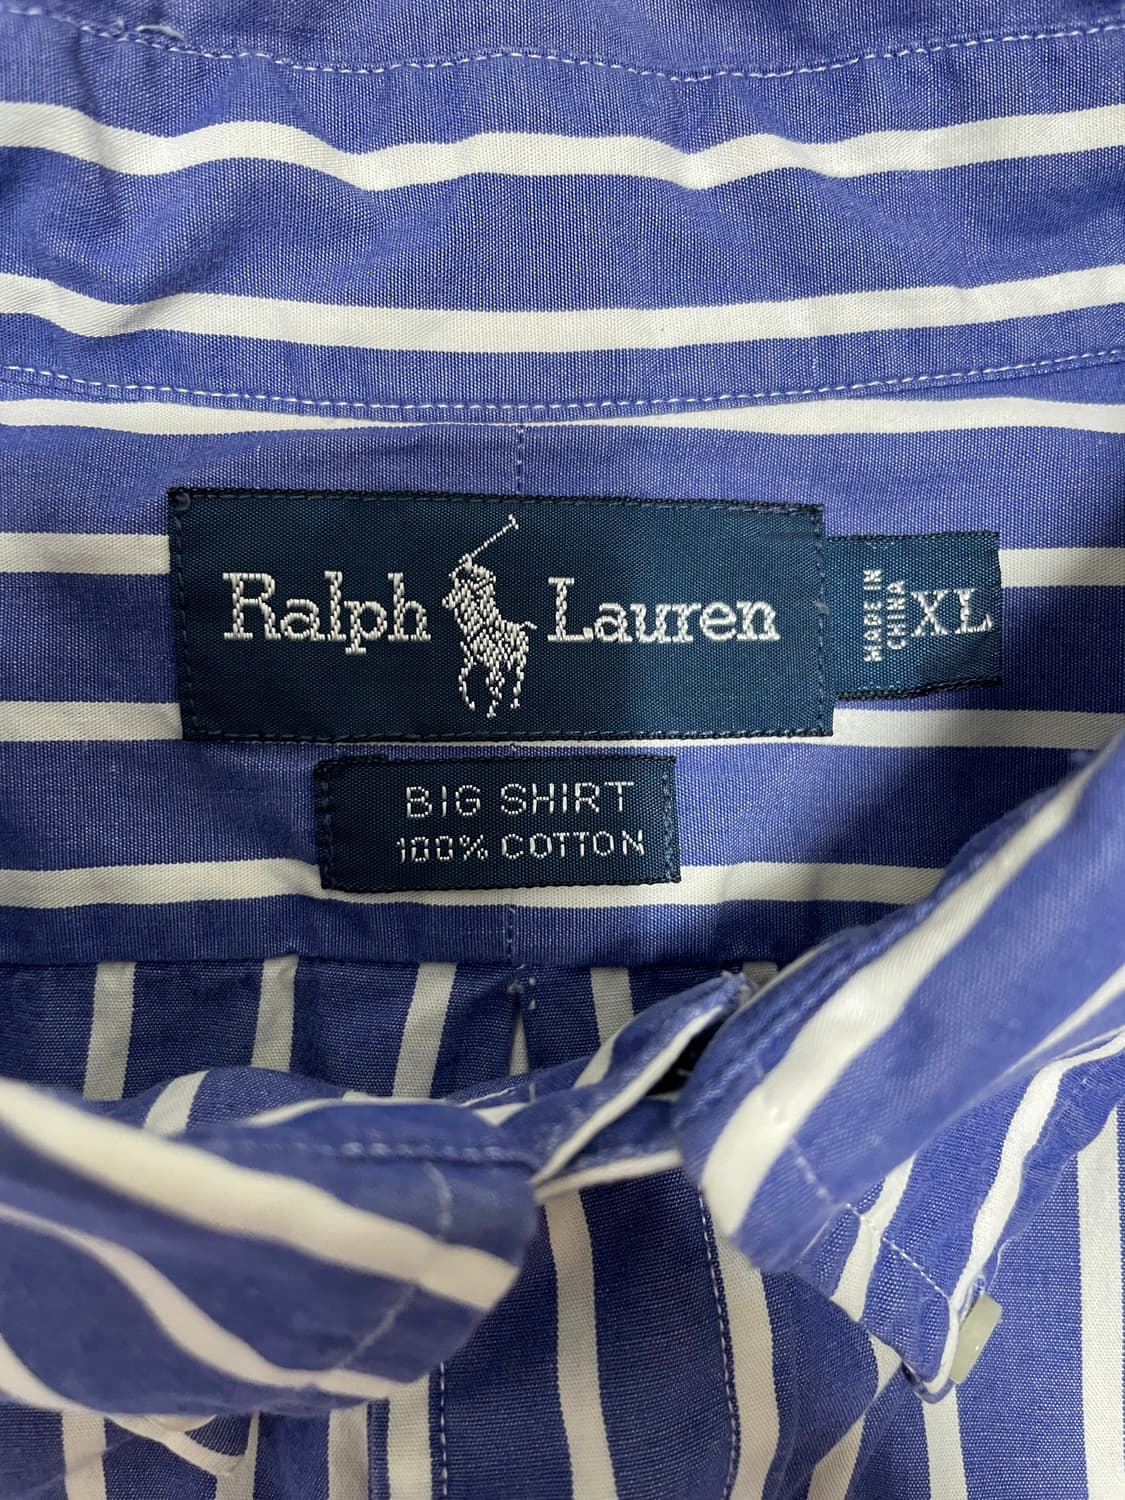 Ralph Lauren
MADE IN
CHINA
XL
BIG SHIRT
100% COTTON